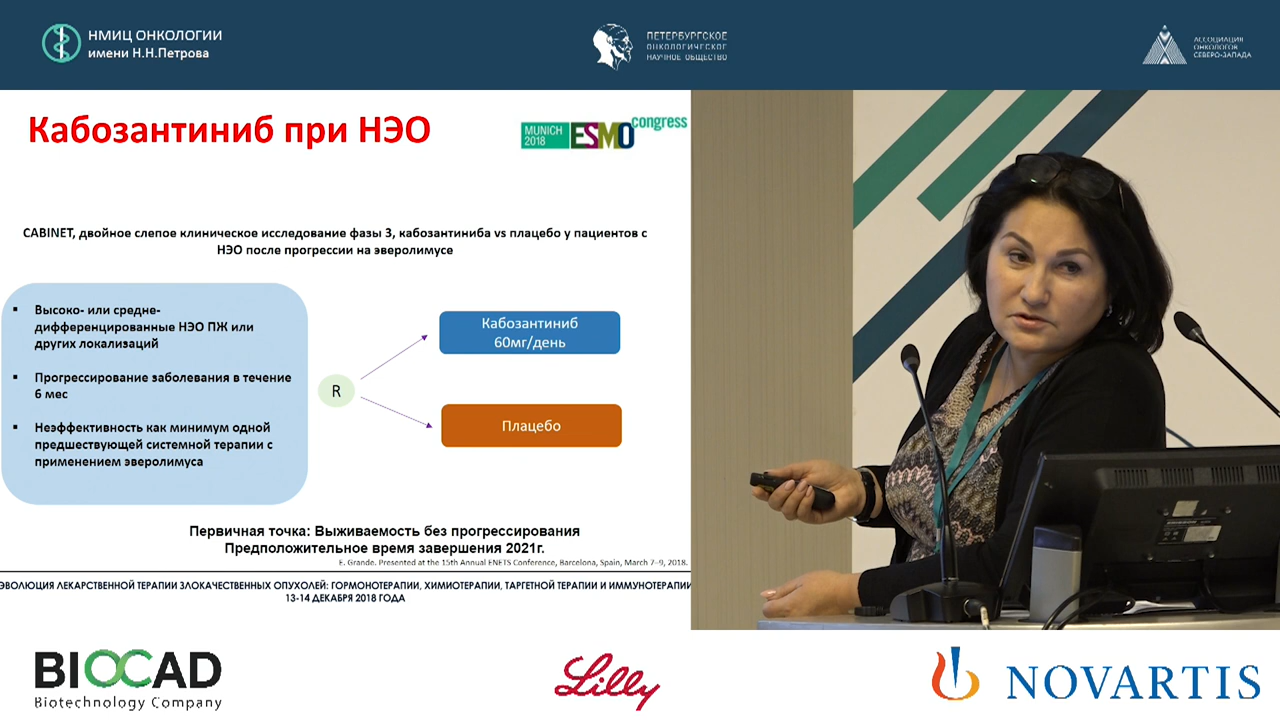 НМИЦ ОНКОЛОГИИ
имени Н.Н.Петрова
ПЕТЕРБУРГСКОЕ
ОНКОЛОГИЧЕСКОЕ
НАУЧНОЕ ОБЩЕСТВО
АССОЦИАЦИЯ
ОНКОЛОГОВ
СЕВЕРО-ЗАПАДА
Кабозантиниб при НЭО
MUNICH
2018
ESMO
congress
CABINET, двойное слепое клиническое исследование фазы 3, кабозантиниба vs плацебо у пациентов с
НЭО после прогрессии на эверолимусе
Высоко- или средне-
дифференцированные НЭО ПЖ или
других локализаций
Прогрессирование заболевания в течение
6 мес
Неэффективность как минимум одной
предшествующей системной терапии с
применением эверолимуса
R
Кабозантиниб
60мг/день
Плацебо
Первичная точка: Выживаемость без прогрессирования
Предположительное время завершения 2021г.
E. Grande. Presented at the 15th Annual ENETS Conference, Barcelona, Spain, March 7–9, 2018.
ЭВОЛЮЦИЯ ЛЕКАРСТВЕННОЙ ТЕРАПИИ ЗЛОКАЧЕСТВЕННЫХ ОПУХОЛЕЙ: ГОРМОНОТЕРАПИИ, ХИМИОТЕРАПИИ, ТАРГЕТНОЙ ТЕРАПИИ И ИММУНОТЕРАПИИ
13-14 ДЕКАБРЯ 2018 ГОДА
BIOCAD
Biotechnology Company
Lilly
NOVARTIS